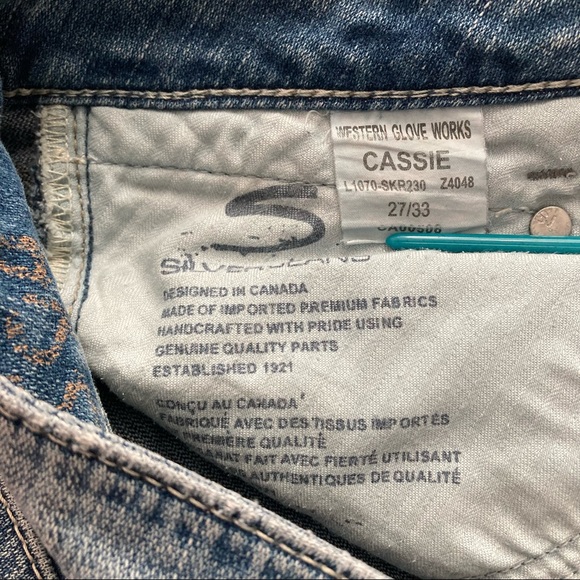 WESTERN GLOVE WORKS
CASSIE
L1070-SKR230 Z4048
27/33
S
DESIGNED IN CANADA
MADE OF IMPORTED PREMIUM FABRICS
HANDCRAFTED WITH PRIDE USING
GENUINE QUALITY PARTS
ESTABLISHED 1921
CONÇU AU CANADA
FABRIQUÉ AVEC DES TISSUS IMPORTÉS
PREMIÈRE QUALITÉ
FAIT AVEC FIERTÉ UTILISANT
AUTHENTIQUES DE QUALITÉ